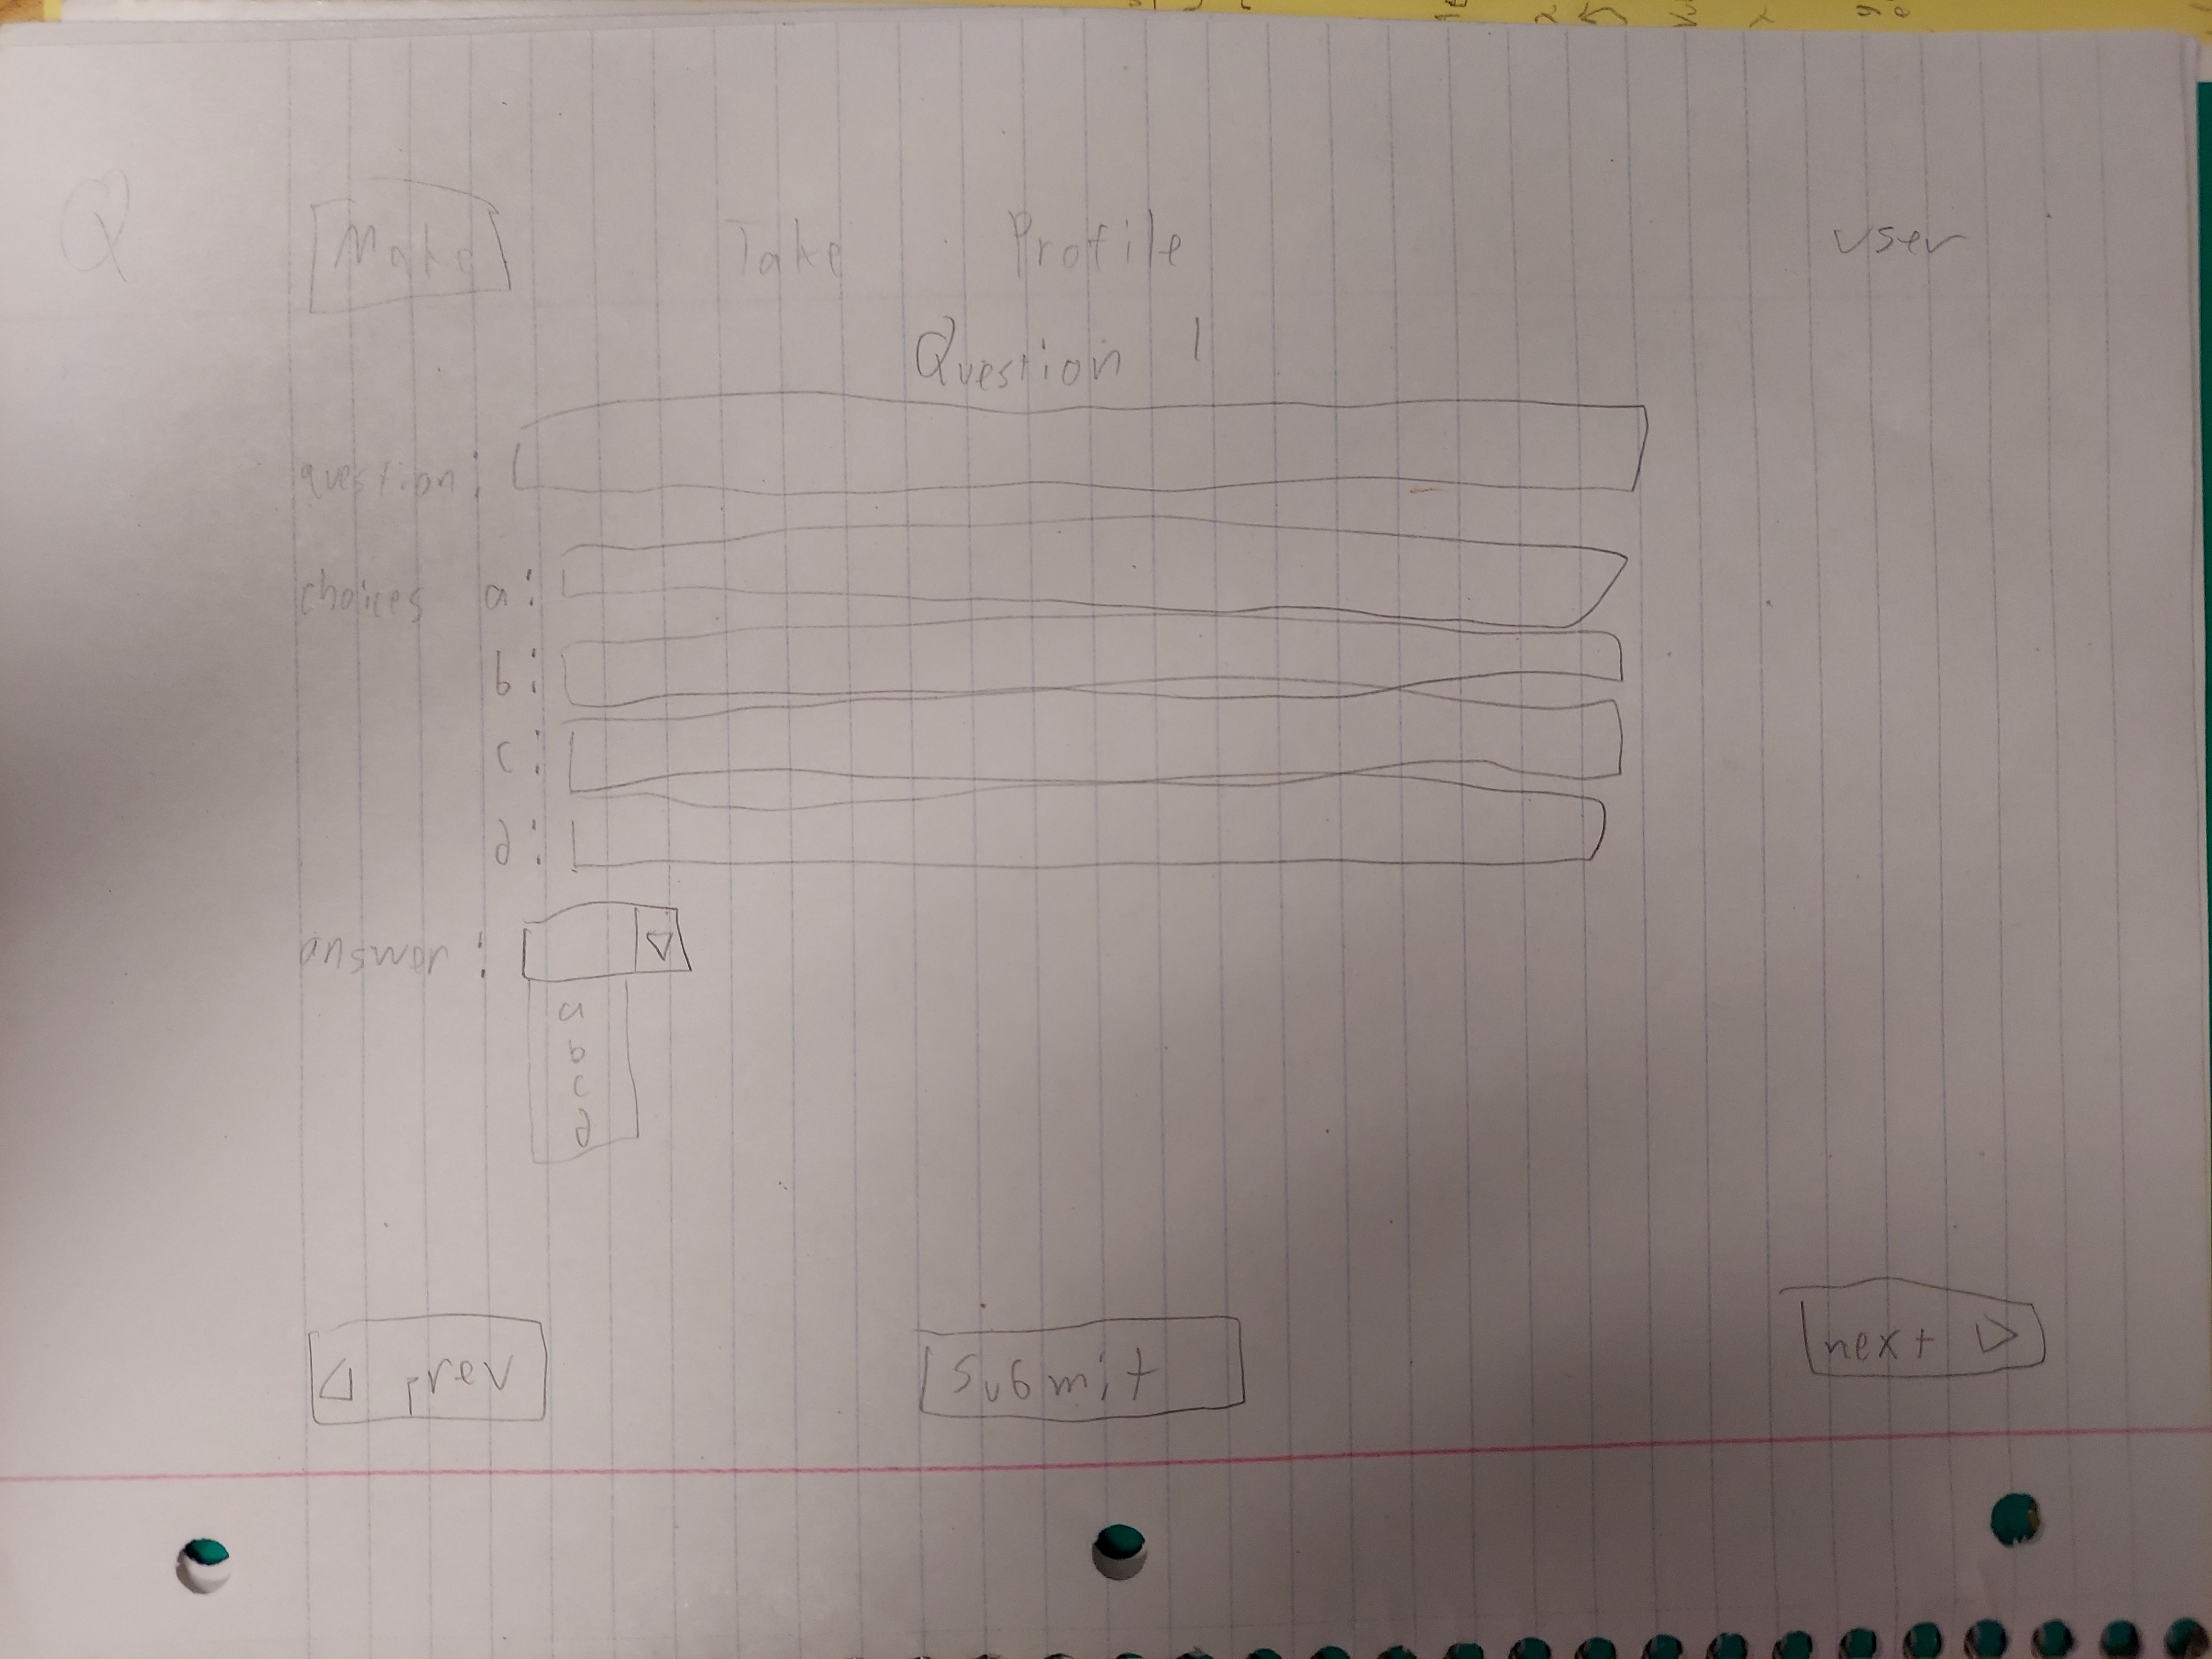 Q
Make Take Profile user
Question 1
question :
choices a :
b :
c :
d :
answer :
a
b
c
d
prev Submit next